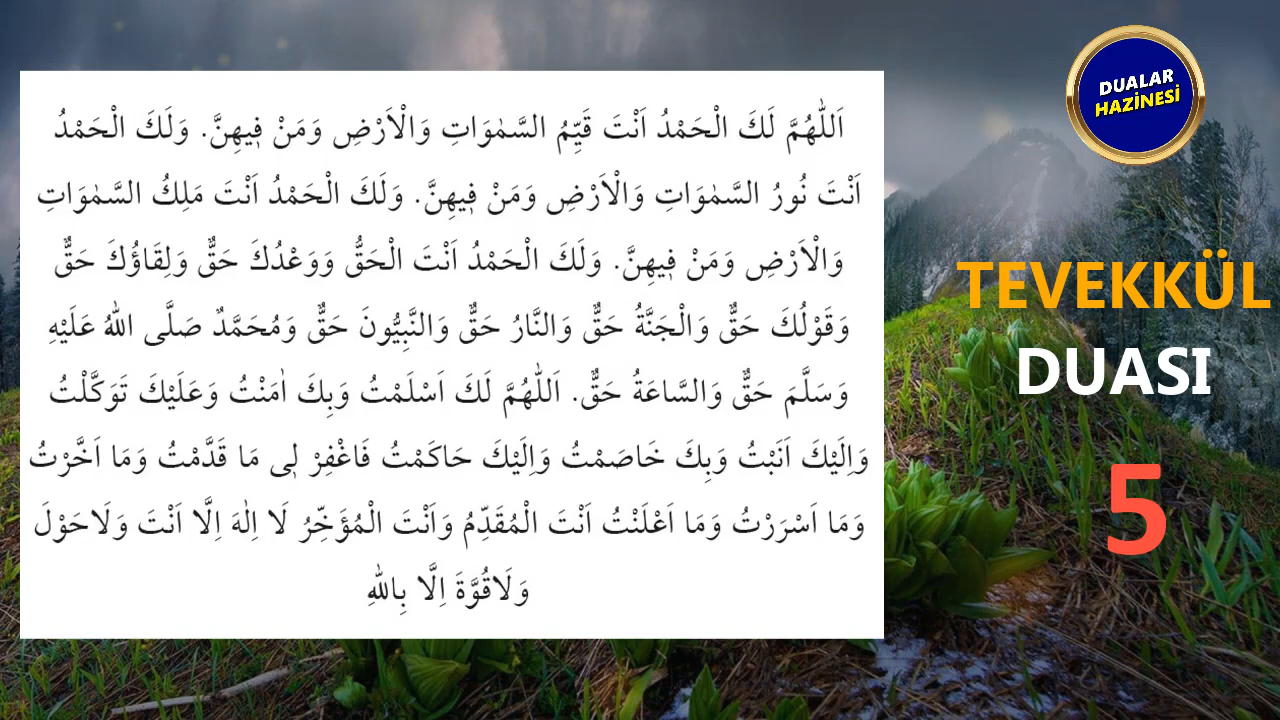 اَللّٰهُمَّ لَكَ الْحَمْدُ اَنْتَ قَيِّمُ السَّمٰوَاتِ وَالْاَرْضِ وَمَنْ فٖيهِنَّ. وَلَكَ الْحَمْدُ
اَنْتَ نُورُ السَّمٰوَاتِ وَالْاَرْضِ وَمَنْ فٖيهِنَّ. وَلَكَ الْحَمْدُ اَنْتَ مَلِكُ السَّمٰوَاتِ
وَالْاَرْضِ وَمَنْ فٖيهِنَّ. وَلَكَ الْحَمْدُ اَنْتَ الْحَقُّ وَوَعْدُكَ حَقٌّ وَلِقَاؤُكَ حَقٌّ
وَقَوْلُكَ حَقٌّ وَالْجَنَّةُ حَقٌّ وَالنَّارُ حَقٌّ وَالنَّبِيُّونَ حَقٌّ وَمُحَمَّدٌ صَلَّى اللهُ عَلَيْهِ
وَسَلَّمَ حَقٌّ وَالسَّاعَةُ حَقٌّ. اَللّٰهُمَّ لَكَ اَسْلَمْتُ وَبِكَ اٰمَنْتُ وَعَلَيْكَ تَوَكَّلْتُ
وَاِلَيْكَ اَنَبْتُ وَبِكَ خَاصَمْتُ وَاِلَيْكَ حَاكَمْتُ فَاغْفِرْ لٖى مَا قَدَّمْتُ وَمَا اَخَّرْتُ
وَمَا اَسْرَرْتُ وَمَا اَعْلَنْتُ اَنْتَ الْمُقَدِّمُ وَاَنْتَ الْمُؤَخِّرُ لَا اِلٰهَ اِلَّا اَنْتَ وَلَاحَوْلَ
وَلَاقُوَّةَ اِلَّا بِاللهِ
DUALAR
HAZİNESİ
TEVEKKÜL
DUASI
5